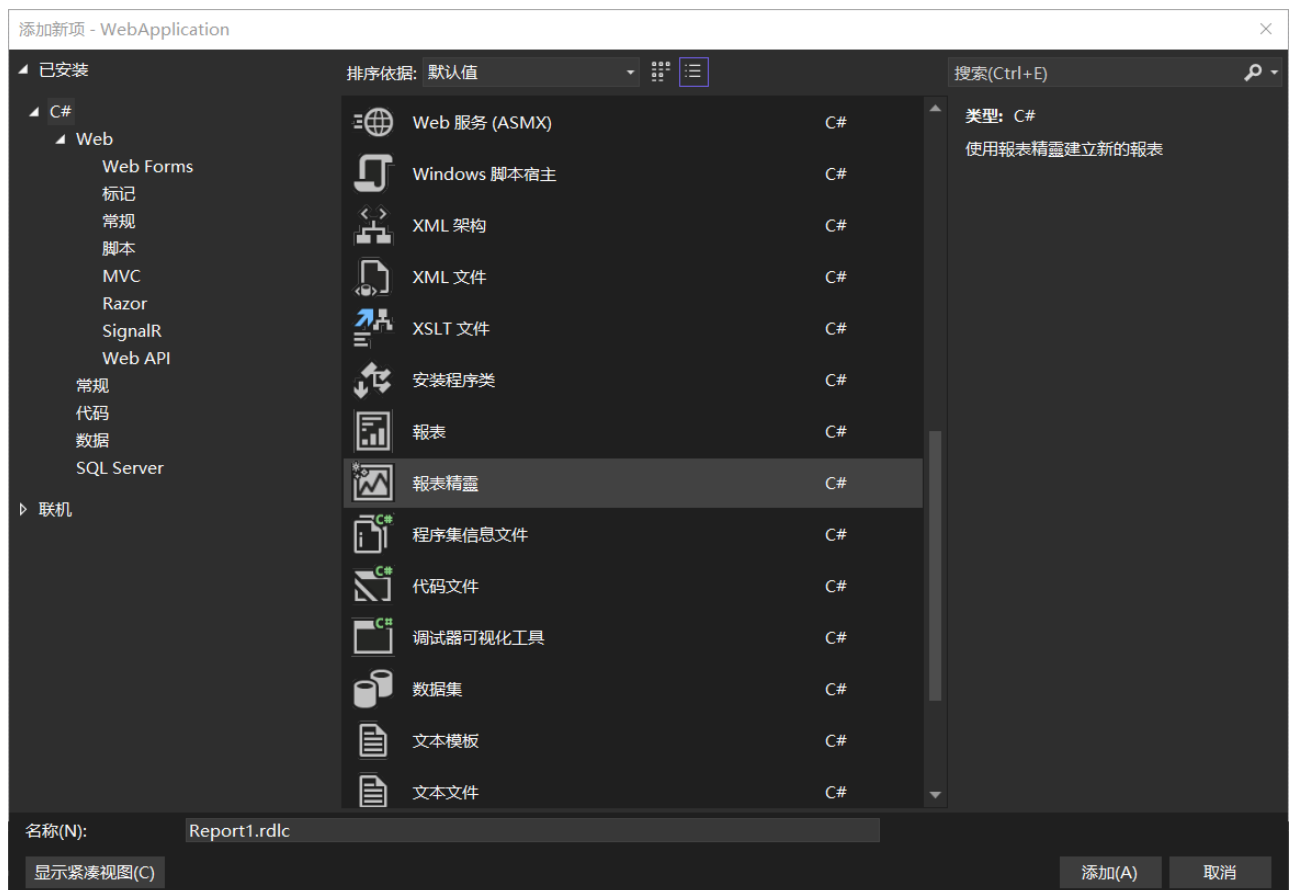 添加新项 - WebApplication
已安装
C#
Web
Web Forms
标记
常规
脚本
MVC
Razor
SignalR
Web API
常规
代码
数据
SQL Server
联机
排序依据: 默认值
Web 服务 (ASMX) C#
Windows 脚本宿主 C#
XML 架构 C#
XML 文件 C#
XSLT 文件 C#
安装程序类 C#
報表 C#
報表精靈 C#
程序集信息文件 C#
代码文件 C#
调试器可视化工具 C#
数据集 C#
文本模板 C#
文本文件 C#
搜索(Ctrl+E)
类型: C#
使用報表精靈建立新的報表
名称(N): Report1.rdlc
显示紧凑视图(C) 添加(A) 取消